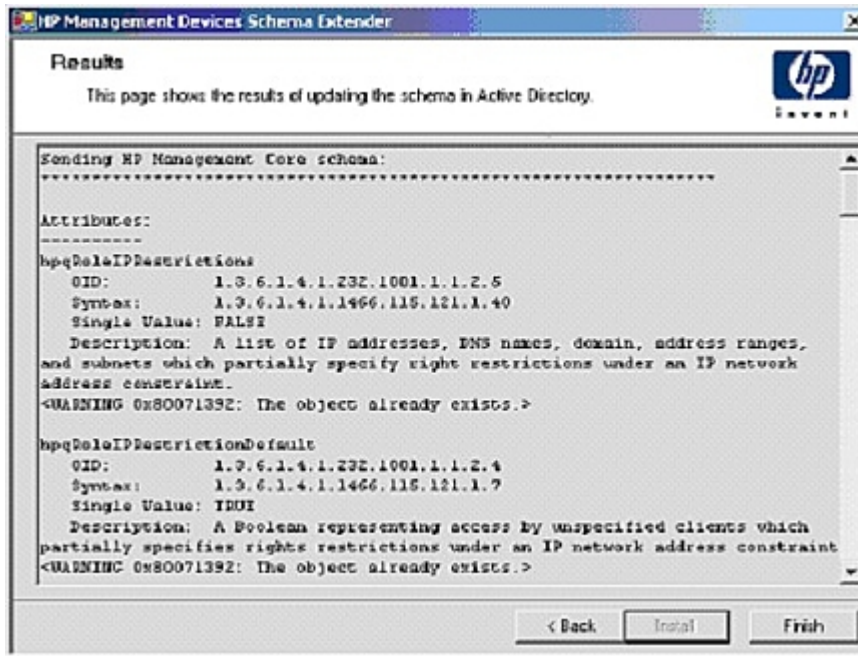 HP Management Devices Schema Extender
Results
This page shows the results of updating the schema in Active Directory.
hp
invent
Sending HP Management Core schema:
******************************************************************
Attributes:
----------
hpqRoleIPRestrictions
OID: 1.3.6.1.4.1.232.1001.1.1.2.5
Syntax: 1.3.6.1.4.1.1466.115.121.1.40
Single Value: FALSE
Description: A list of IP addresses, DNS names, domain, address ranges,
and subnets which partially specify right restrictions under an IP network
address constraint.
<WARNING 0x80071392: The object already exists.>
hpqRoleIPRestrictionDefault
OID: 1.3.6.1.4.1.232.1001.1.1.2.4
Syntax: 1.3.6.1.4.1.1466.115.121.1.7
Single Value: TRUE
Description: A Boolean representing access by unspecified clients which
partially specifies rights restrictions under an IP network address constraint
<WARNING 0x80071392: The object already exists.>
< Back
Install
Finish